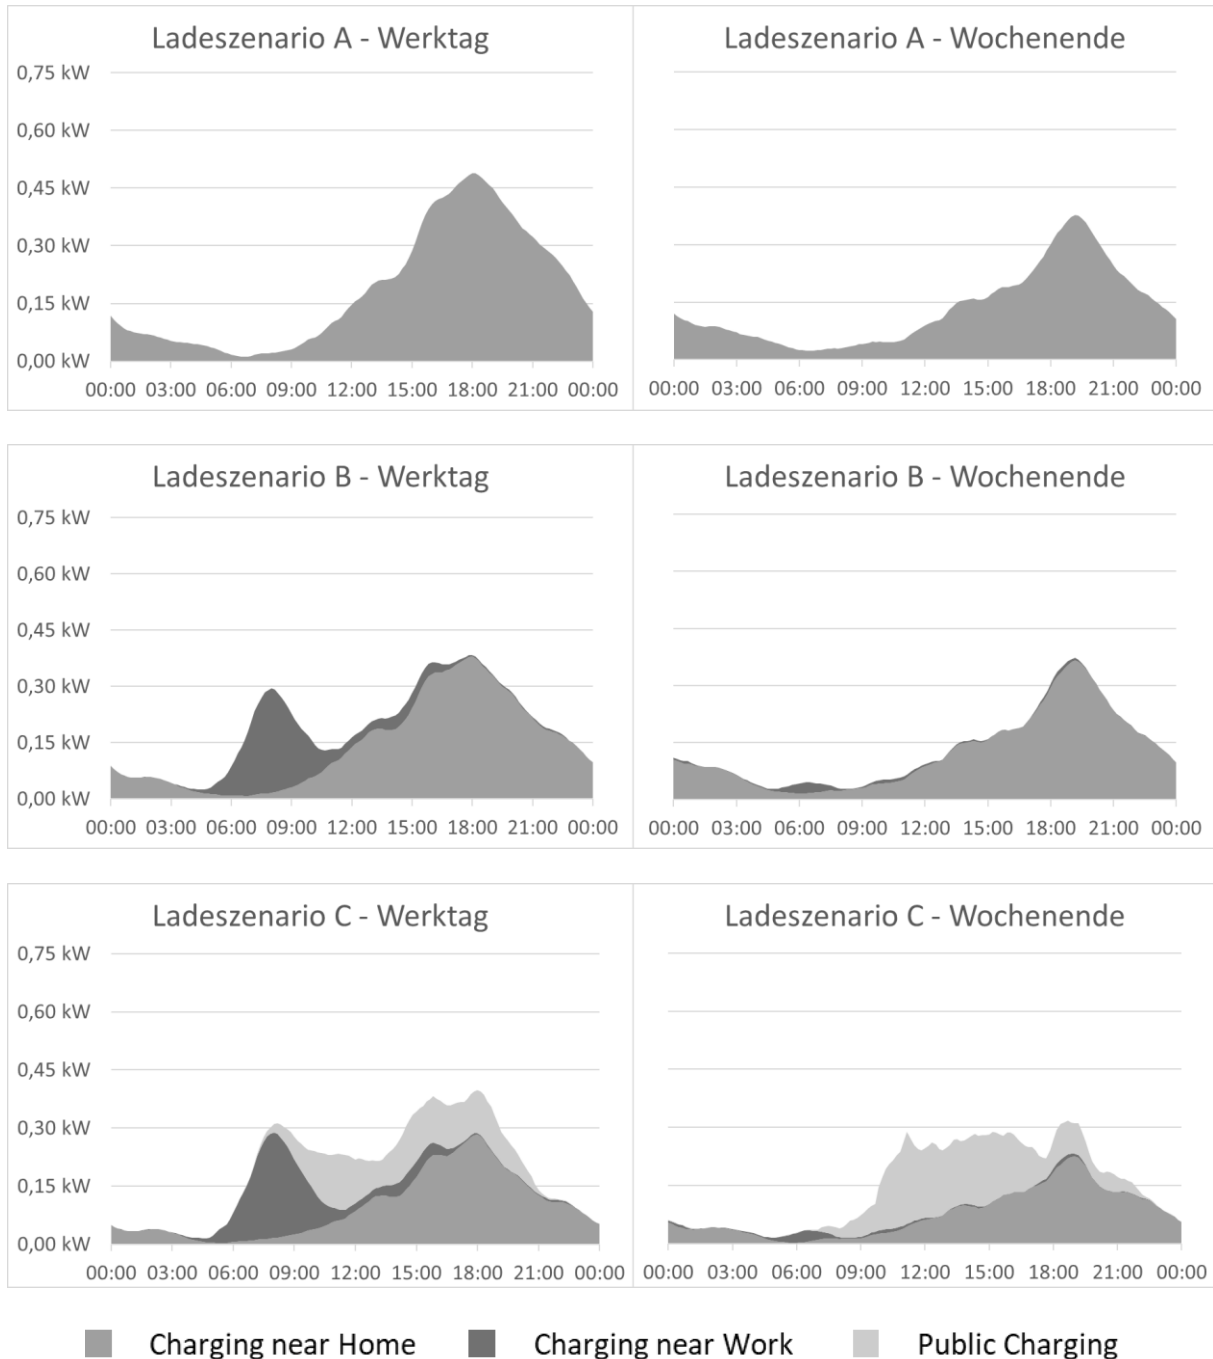 Ladeszenario A - Werktag
Ladeszenario A - Wochenende
0,75 kW
0,60 kW
0,45 kW
0,30 kW
0,15 kW
0,00 kW
00:00 03:00 06:00 09:00 12:00 15:00 18:00 21:00 00:00
00:00 03:00 06:00 09:00 12:00 15:00 18:00 21:00 00:00
Ladeszenario B - Werktag
Ladeszenario B - Wochenende
0,75 kW
0,60 kW
0,45 kW
0,30 kW
0,15 kW
0,00 kW
00:00 03:00 06:00 09:00 12:00 15:00 18:00 21:00 00:00
00:00 03:00 06:00 09:00 12:00 15:00 18:00 21:00 00:00
Ladeszenario C - Werktag
Ladeszenario C - Wochenende
0,75 kW
0,60 kW
0,45 kW
0,30 kW
0,15 kW
0,00 kW
00:00 03:00 06:00 09:00 12:00 15:00 18:00 21:00 00:00
00:00 03:00 06:00 09:00 12:00 15:00 18:00 21:00 00:00
Charging near Home
Charging near Work
Public Charging